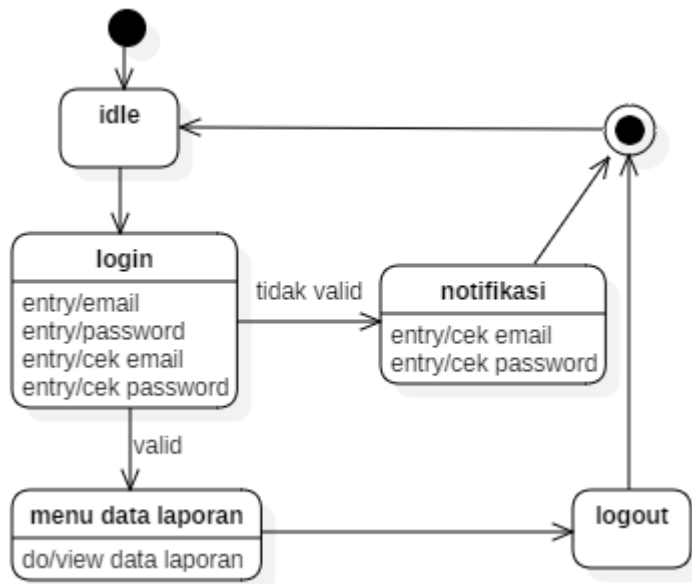 idle
login
entry/email
entry/password
entry/cek email
entry/cek password
tidak valid
notifikasi
entry/cek email
entry/cek password
valid
menu data laporan
do/view data laporan
logout